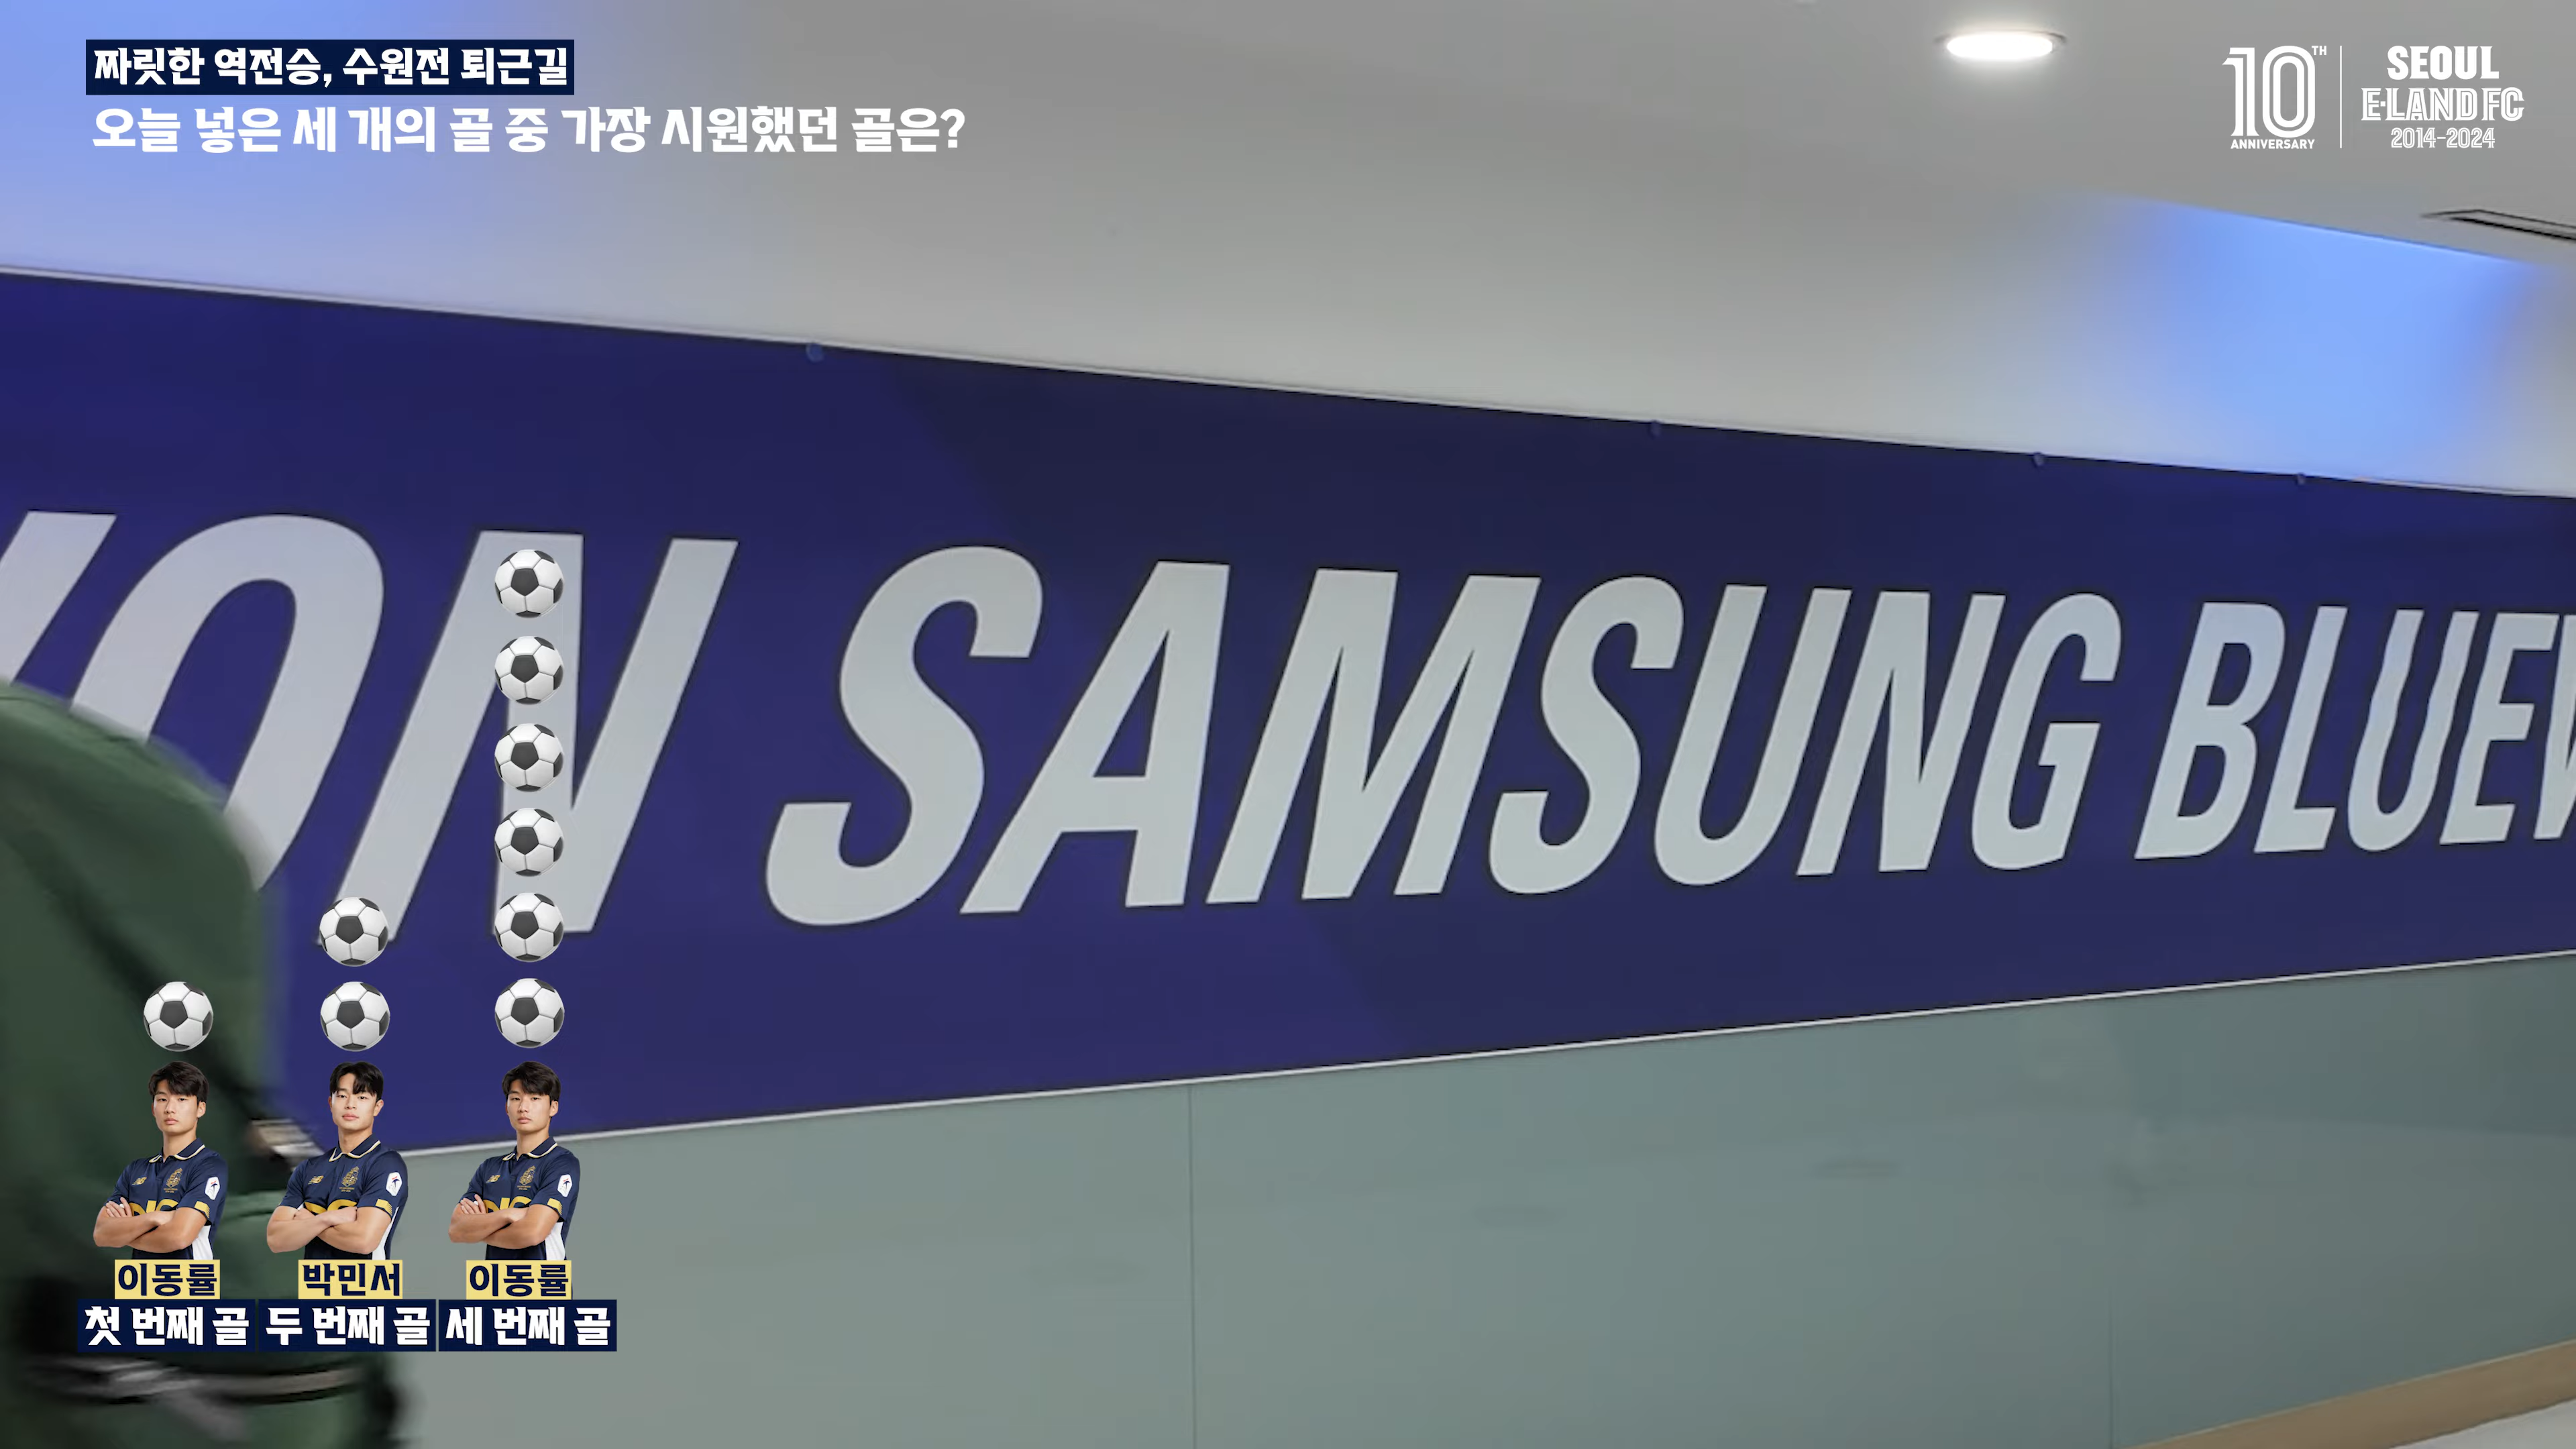 짜릿한 역전승, 수원전 퇴근길
오늘 넣은 세 개의 골 중 가장 시원했던 골은?
10TH
ANNIVERSARY
SEOUL
E·LAND FC
2014-2024
ON SAMSUNG BLUEW
이동률
첫 번째 골
박민서
두 번째 골
이동률
세 번째 골